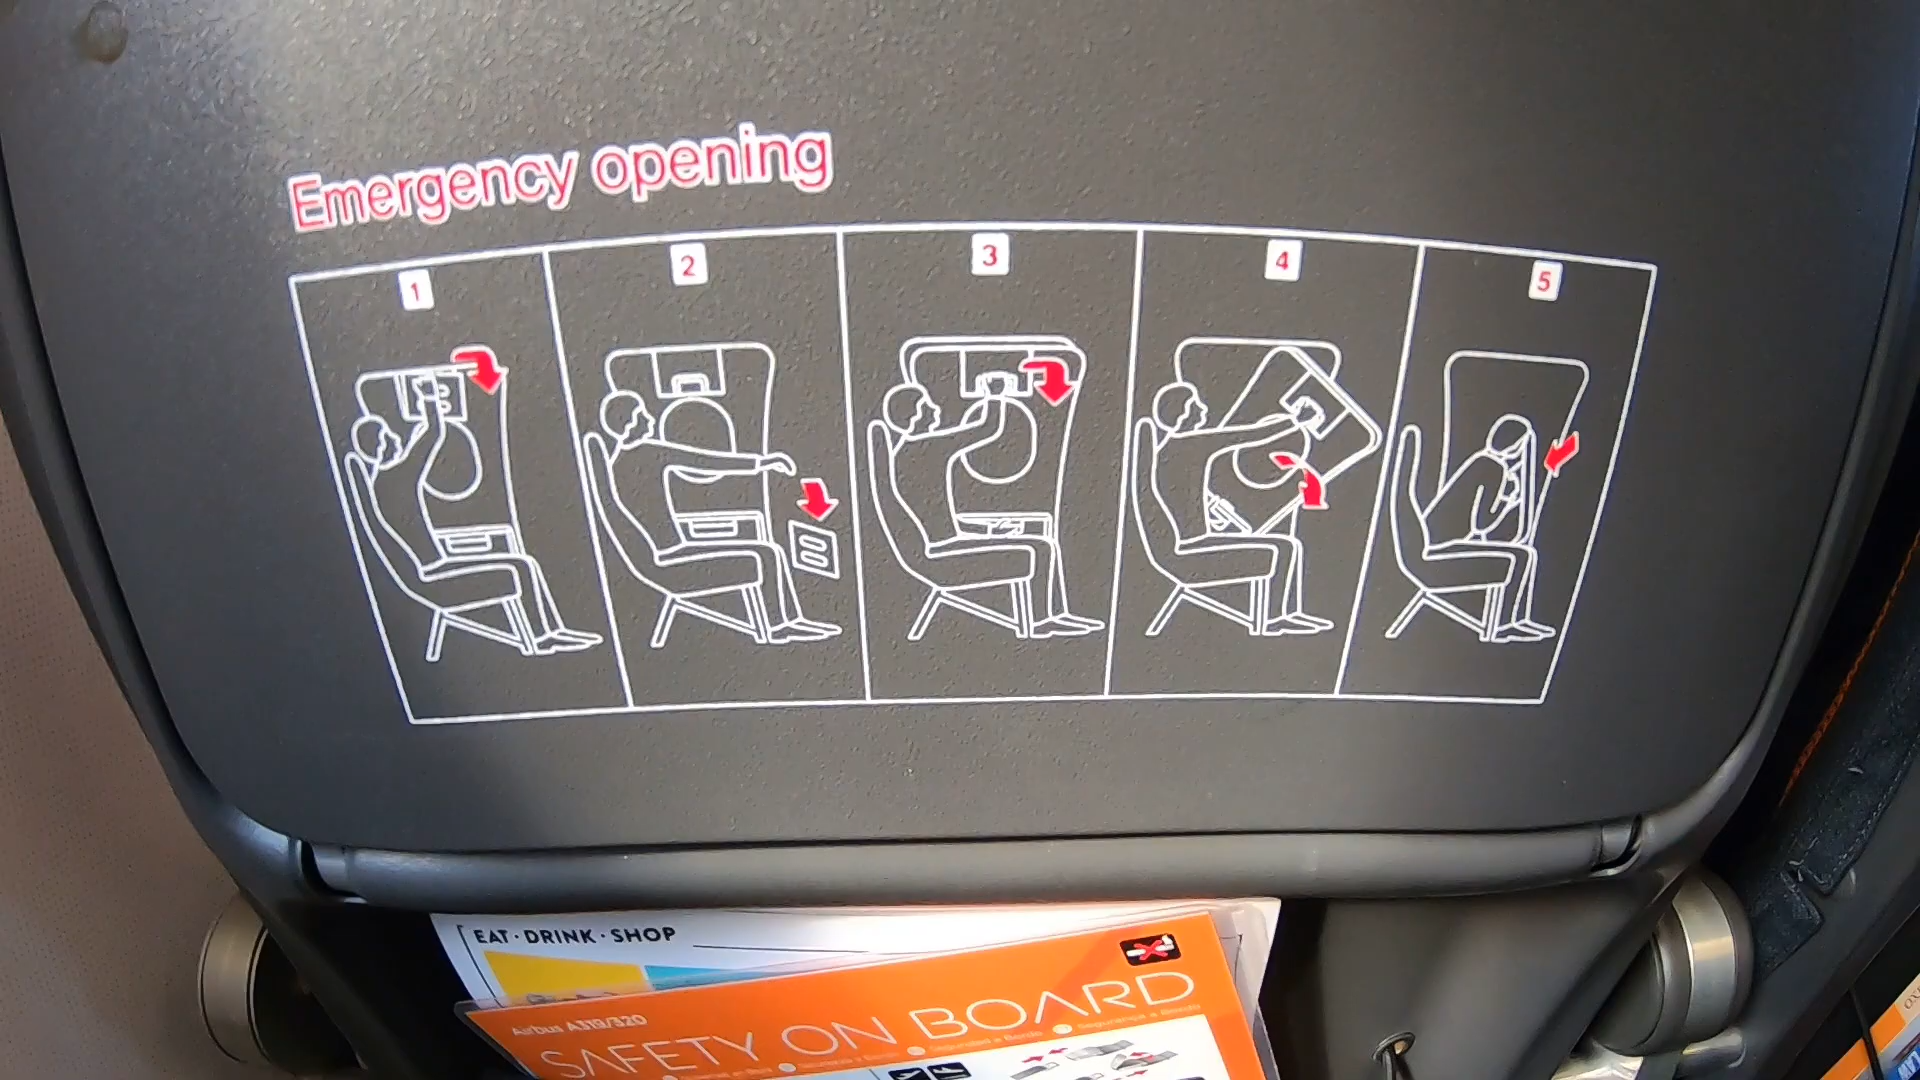 Emergency opening
1
2
3
4
5
EAT·DRINK·SHOP
Airbus A319/320
SAFETY ON BOARD